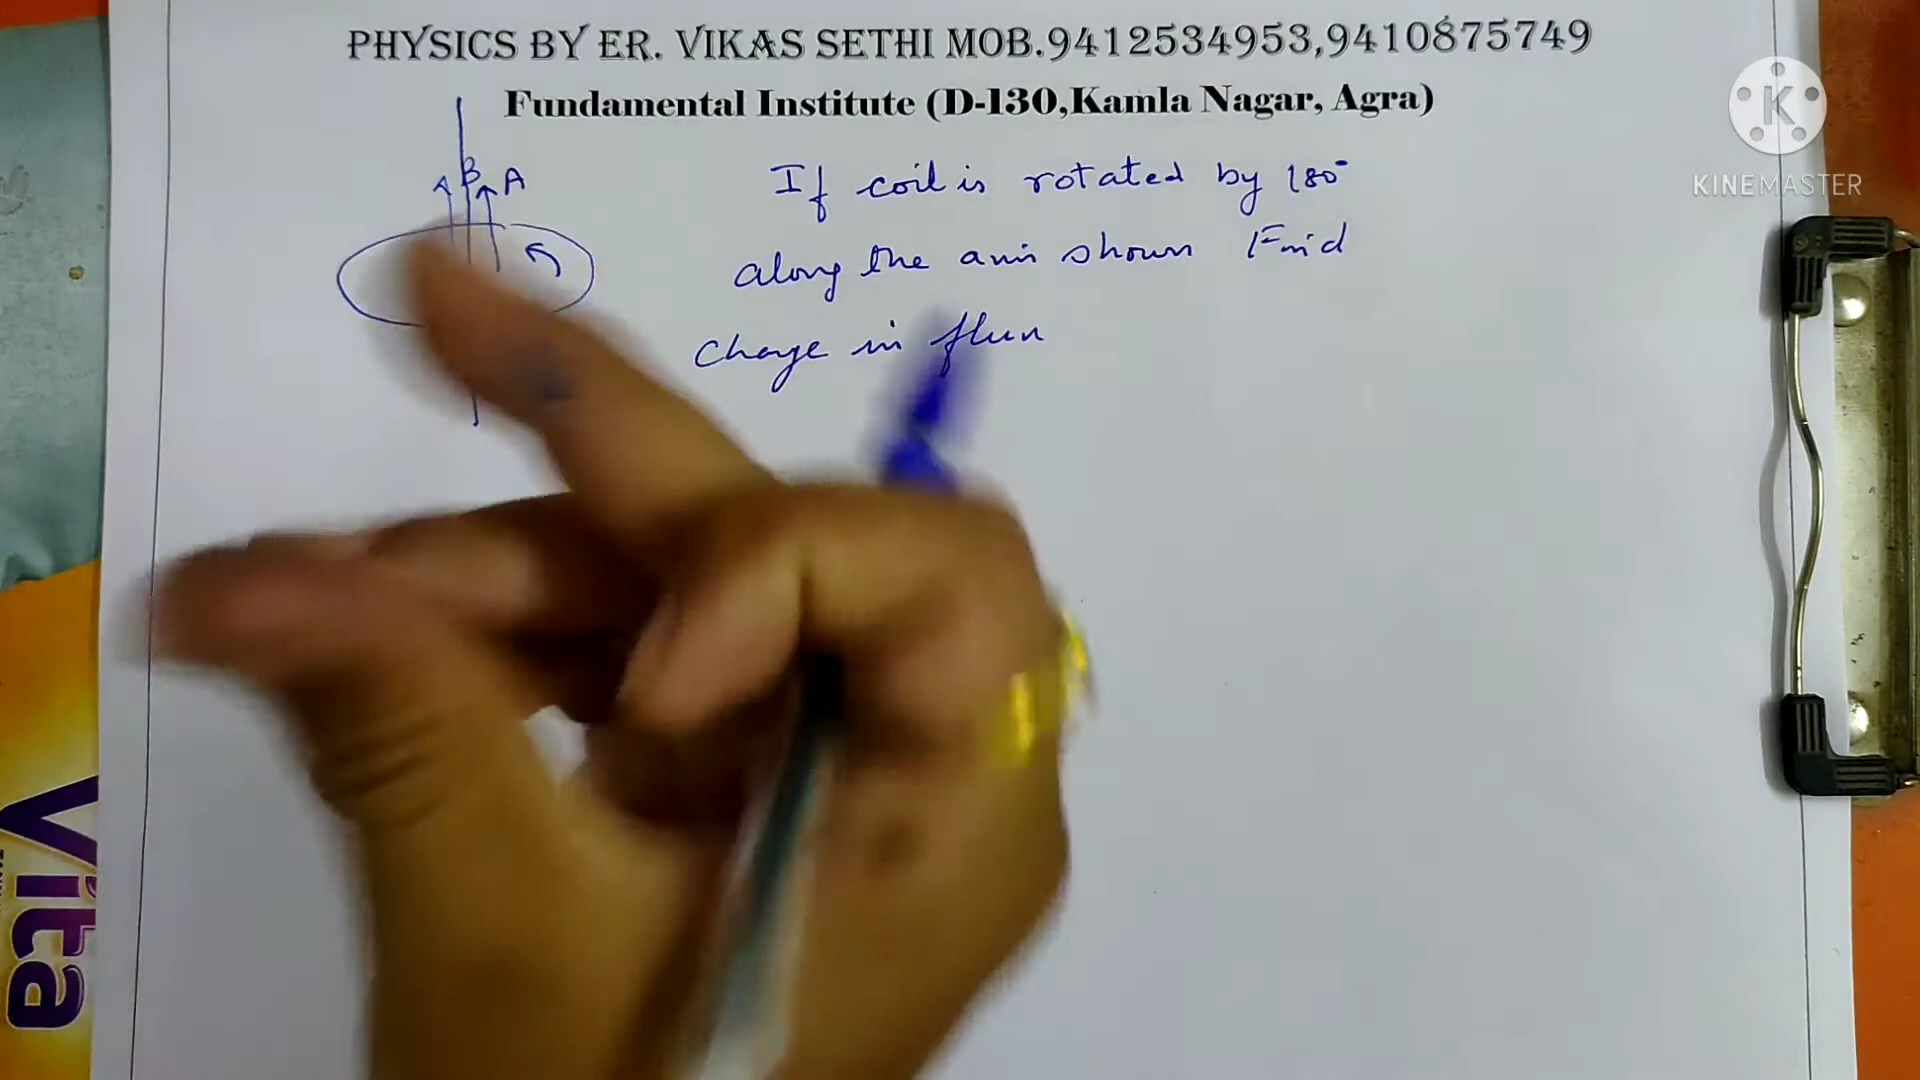 PHYSICS BY ER. VIKAS SETHI MOB.9412534953,9410875749
Fundamental Institute (D-130,Kamla Nagar, Agra)
K
KINEMASTER
B A
If coil is rotated by 180°
along the axis shown Find
Change in flux
Vita